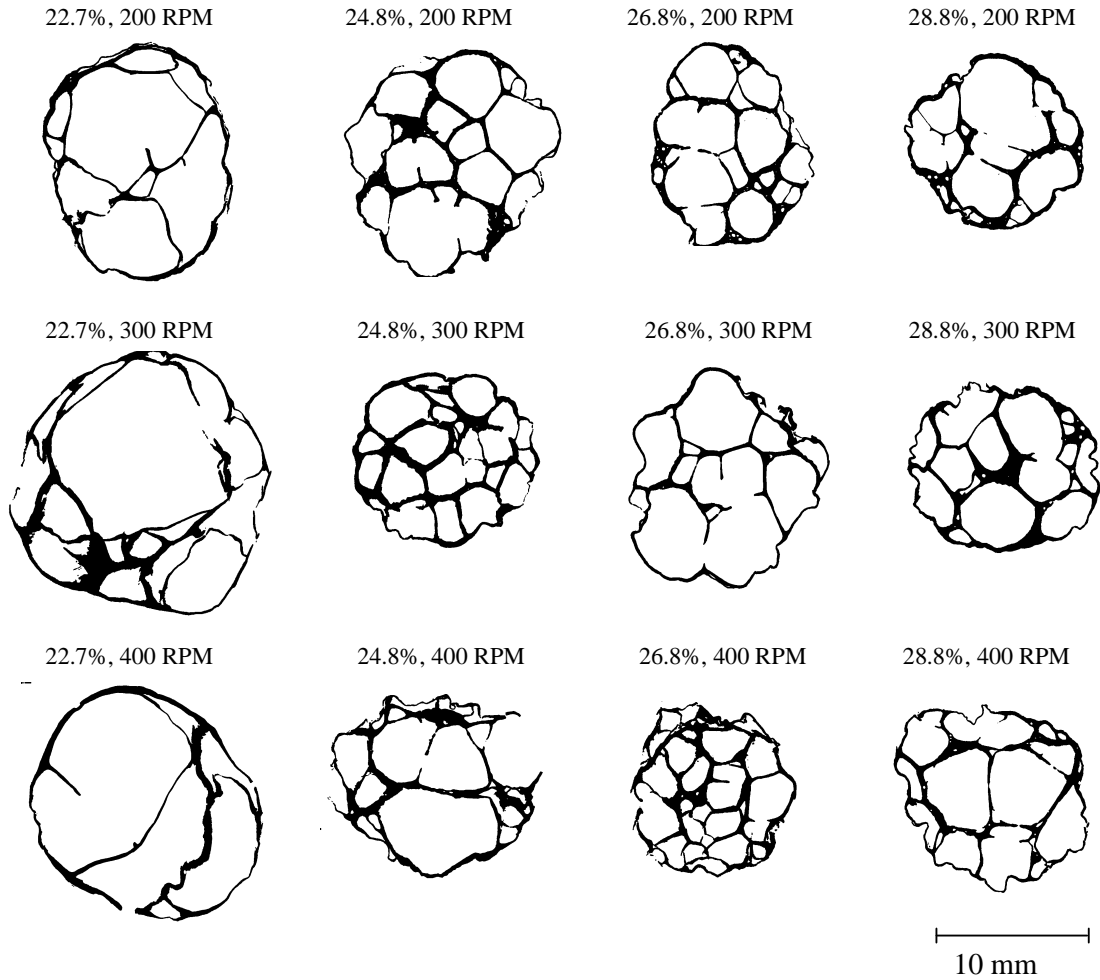 22.7%, 200 RPM
24.8%, 200 RPM
26.8%, 200 RPM
28.8%, 200 RPM
22.7%, 300 RPM
24.8%, 300 RPM
26.8%, 300 RPM
28.8%, 300 RPM
22.7%, 400 RPM
24.8%, 400 RPM
26.8%, 400 RPM
28.8%, 400 RPM
10 mm